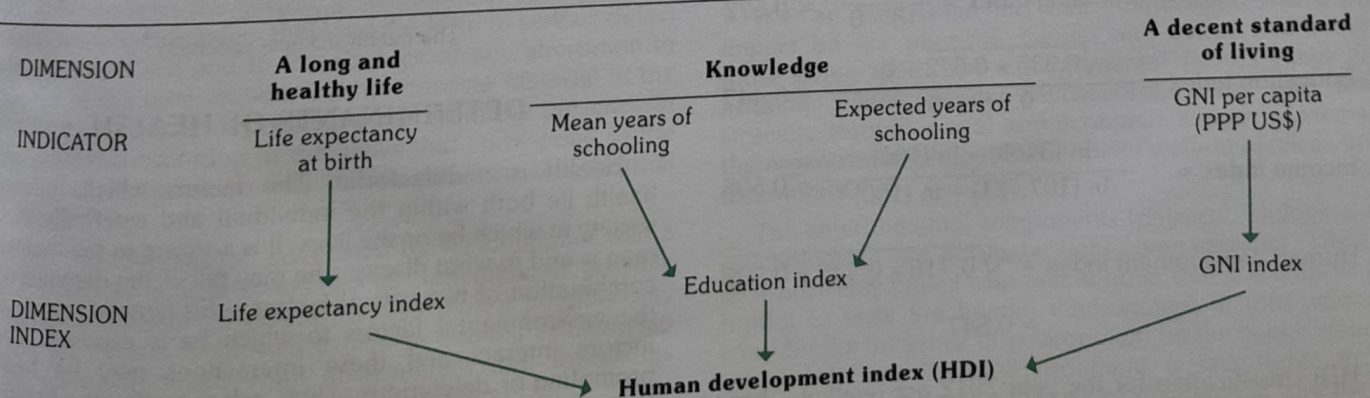 DIMENSION
A long and
healthy life
Knowledge
A decent standard
of living
INDICATOR
Life expectancy
at birth
Mean years of
schooling
Expected years of
schooling
GNI per capita
(PPP US$)
DIMENSION
INDEX
Life expectancy index
Education index
GNI index
Human development index (HDI)